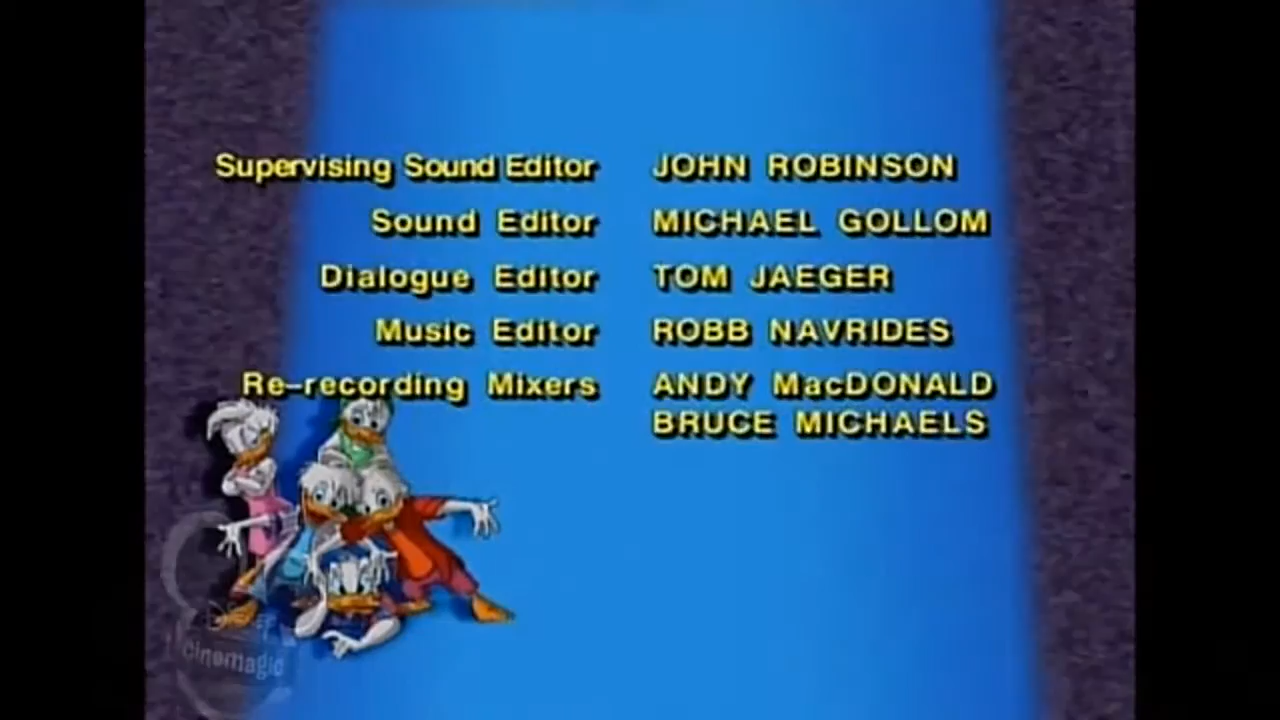 Supervising Sound Editor JOHN ROBINSON
Sound Editor MICHAEL GOLLOM
Dialogue Editor TOM JAEGER
Music Editor ROBB NAVRIDES
Re-recording Mixers ANDY MacDONALD
BRUCE MICHAELS
DISNEY
cinemagic